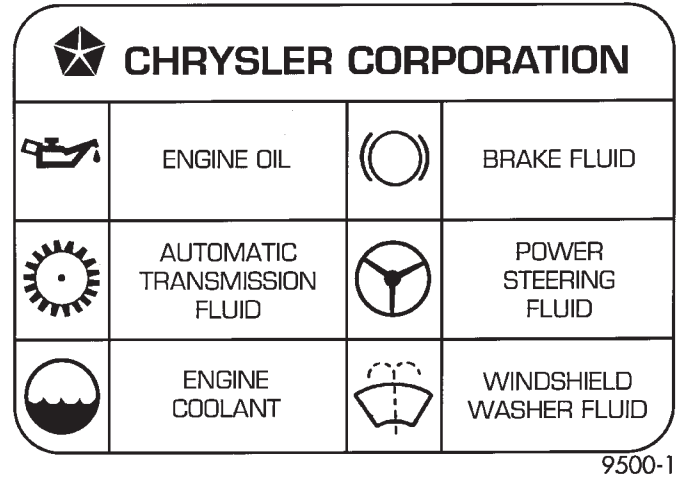 CHRYSLER CORPORATION
ENGINE OIL
BRAKE FLUID
AUTOMATIC
TRANSMISSION
FLUID
POWER
STEERING
FLUID
ENGINE
COOLANT
WINDSHIELD
WASHER FLUID
9500-1